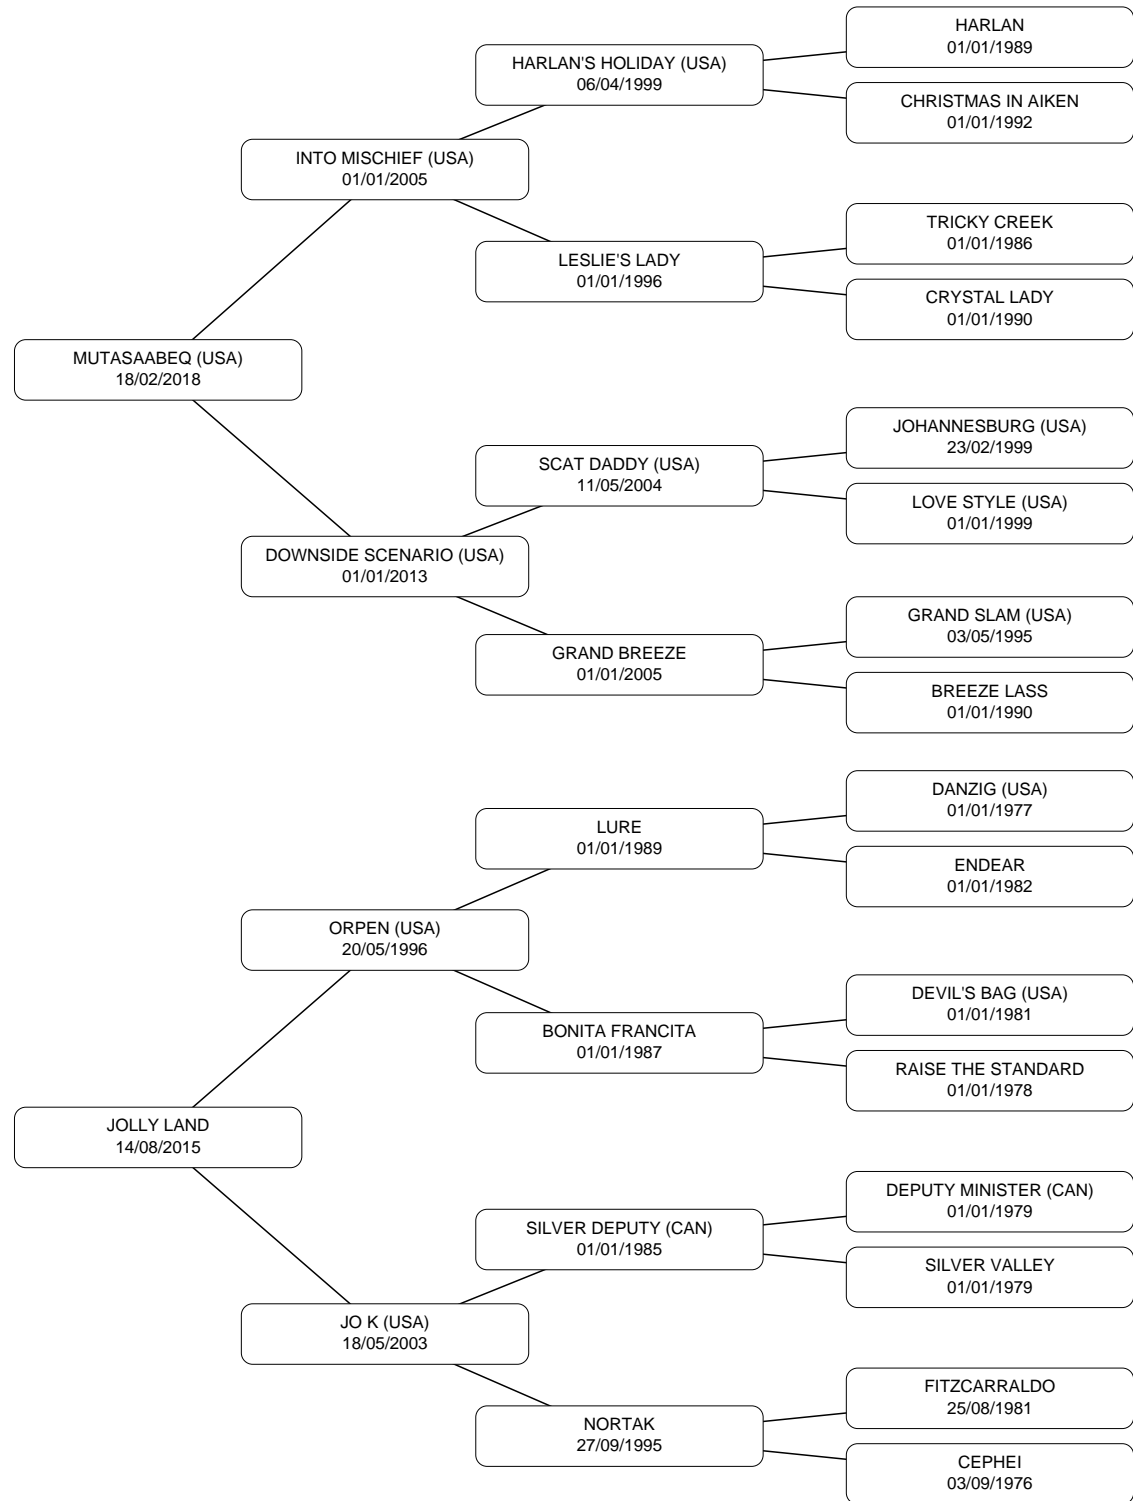 HARLAN
01/01/1989
HARLAN'S HOLIDAY (USA)
06/04/1999
CHRISTMAS IN AIKEN
01/01/1992
INTO MISCHIEF (USA)
01/01/2005
TRICKY CREEK
01/01/1986
LESLIE'S LADY
01/01/1996
CRYSTAL LADY
01/01/1990
MUTASAABEQ (USA)
18/02/2018
JOHANNESBURG (USA)
23/02/1999
SCAT DADDY (USA)
11/05/2004
LOVE STYLE (USA)
01/01/1999
DOWNSIDE SCENARIO (USA)
01/01/2013
GRAND SLAM (USA)
03/05/1995
GRAND BREEZE
01/01/2005
BREEZE LASS
01/01/1990
DANZIG (USA)
01/01/1977
LURE
01/01/1989
ENDEAR
01/01/1982
ORPEN (USA)
20/05/1996
DEVIL'S BAG (USA)
01/01/1981
BONITA FRANCITA
01/01/1987
RAISE THE STANDARD
01/01/1978
JOLLY LAND
14/08/2015
DEPUTY MINISTER (CAN)
01/01/1979
SILVER DEPUTY (CAN)
01/01/1985
SILVER VALLEY
01/01/1979
JO K (USA)
18/05/2003
FITZCARRALDO
25/08/1981
NORTAK
27/09/1995
CEPHEI
03/09/1976